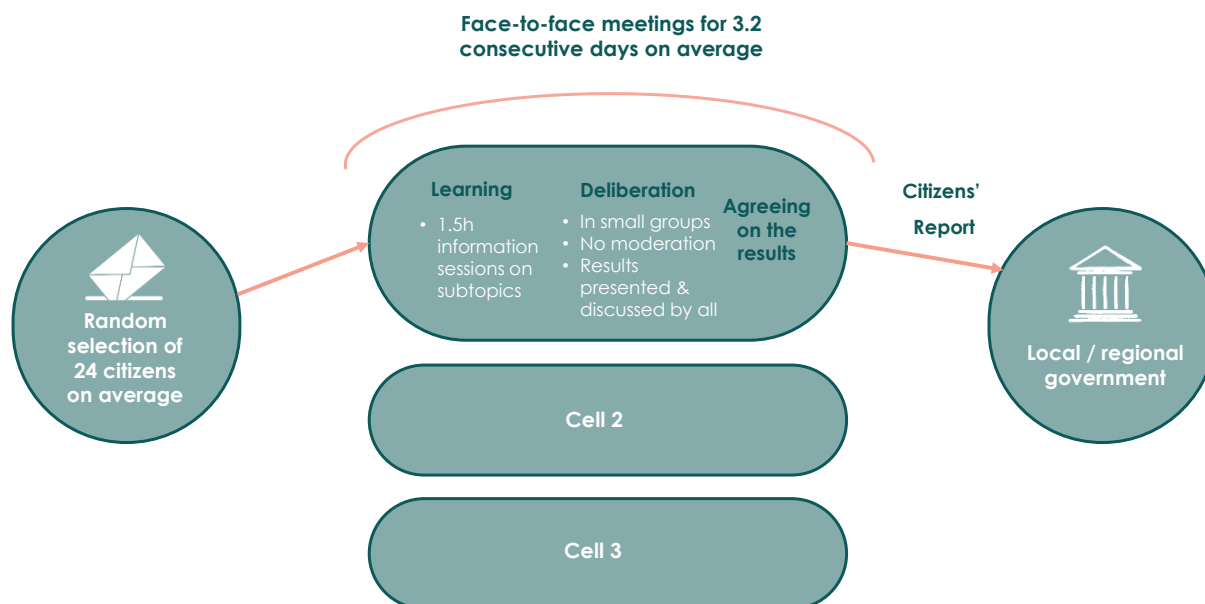 Face-to-face meetings for 3.2
consecutive days on average
Random
selection of
24 citizens
on average
Learning
• 1.5h
information
sessions on
subtopics
Deliberation
• In small groups
• No moderation
• Results
presented &
discussed by all
Agreeing
on the
results
Citizens’
Report
Local / regional
government
Cell 2
Cell 3